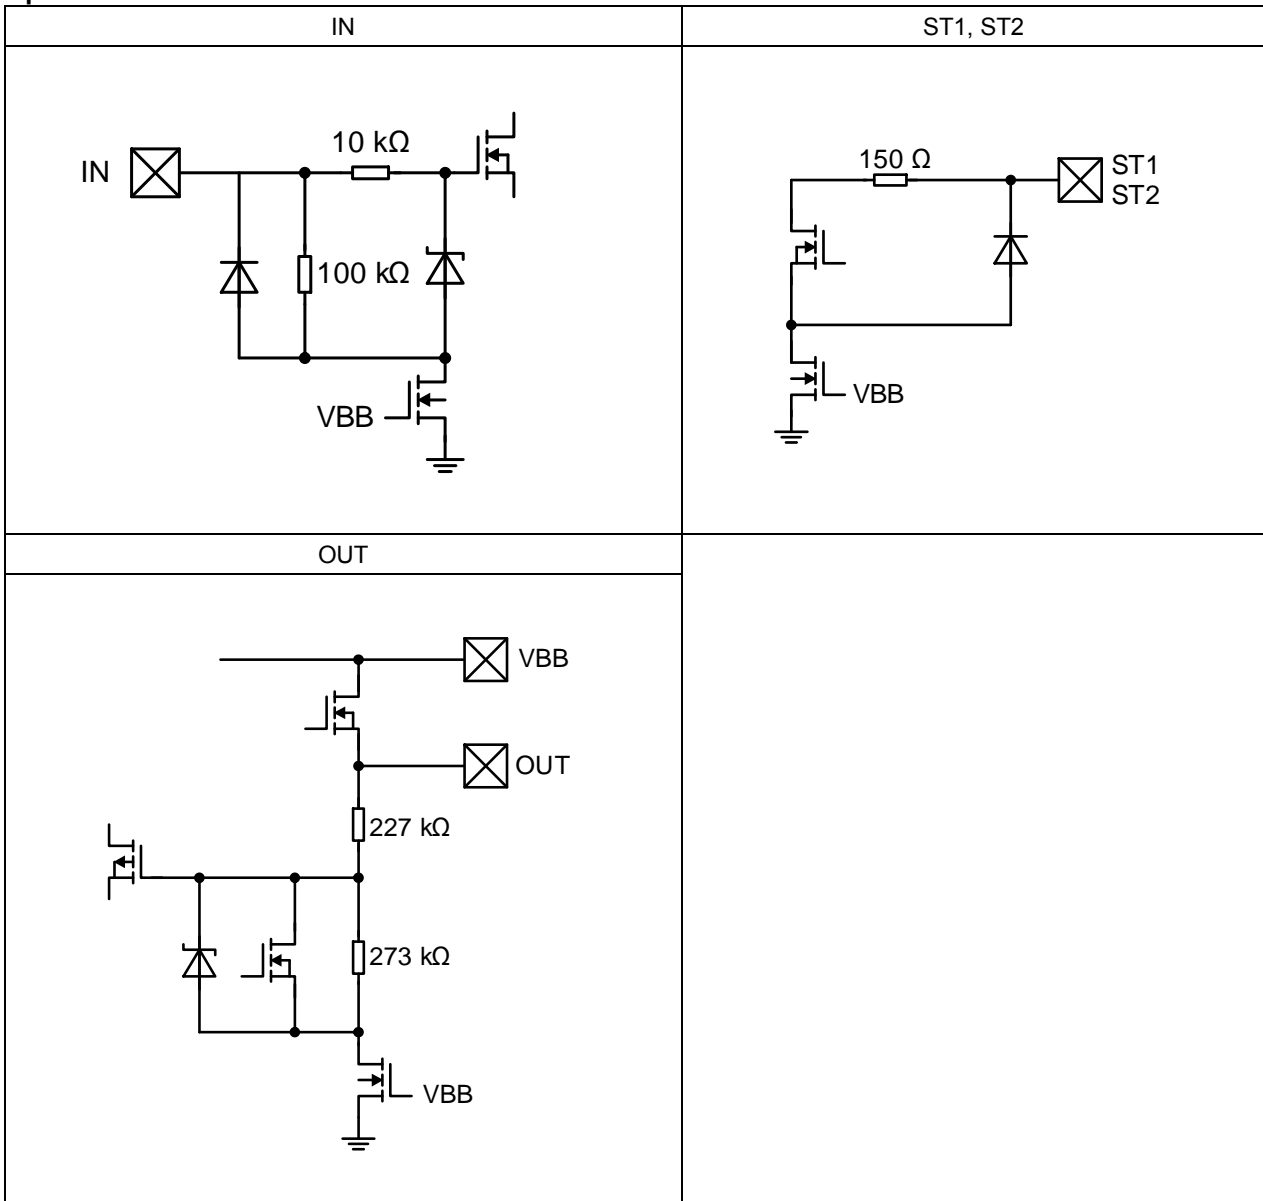 IN
ST1, ST2
IN
10 kΩ
100 kΩ
VBB
150 Ω
ST1
ST2
VBB
OUT
VBB
OUT
227 kΩ
273 kΩ
VBB